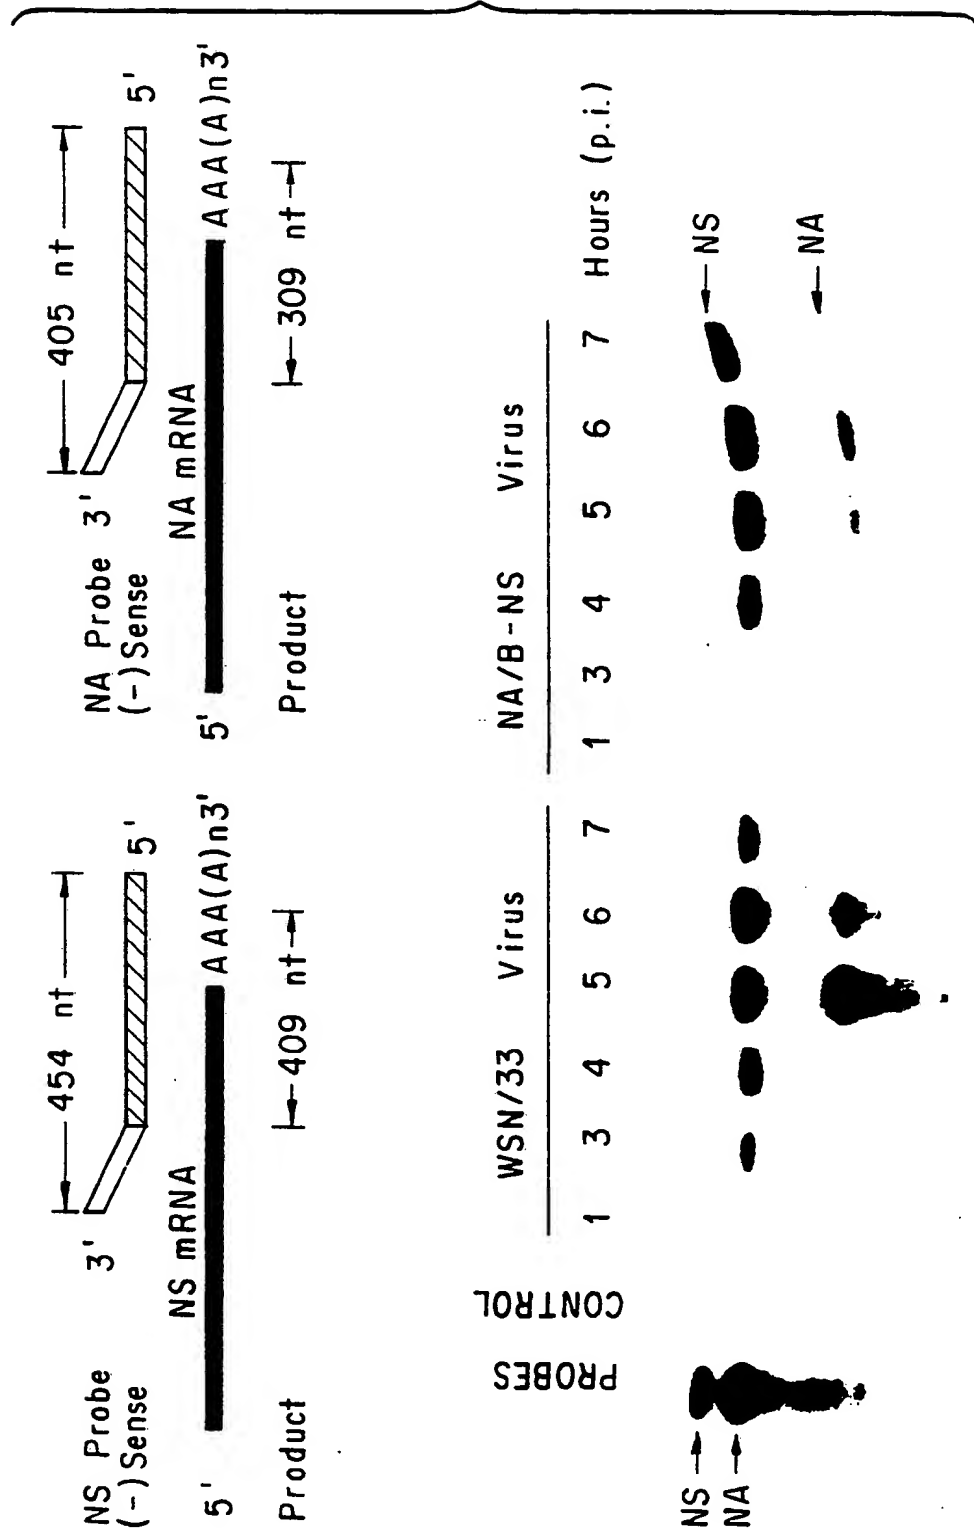 NS Probe
(-)Sense
3'
454 nt
5'
NS mRNA
5'
AAA(A)n3'
Product
409 nt
NA Probe
(-)Sense
3'
405 nt
5'
NA mRNA
5'
AAA(A)n3'
Product
309 nt
PROBES
CONTROL
WSN/33 Virus
1 3 4 5 6 7
NA/B-NS Virus
1 3 4 5 6 7
Hours (p.i.)
NS
NA
NS
NA